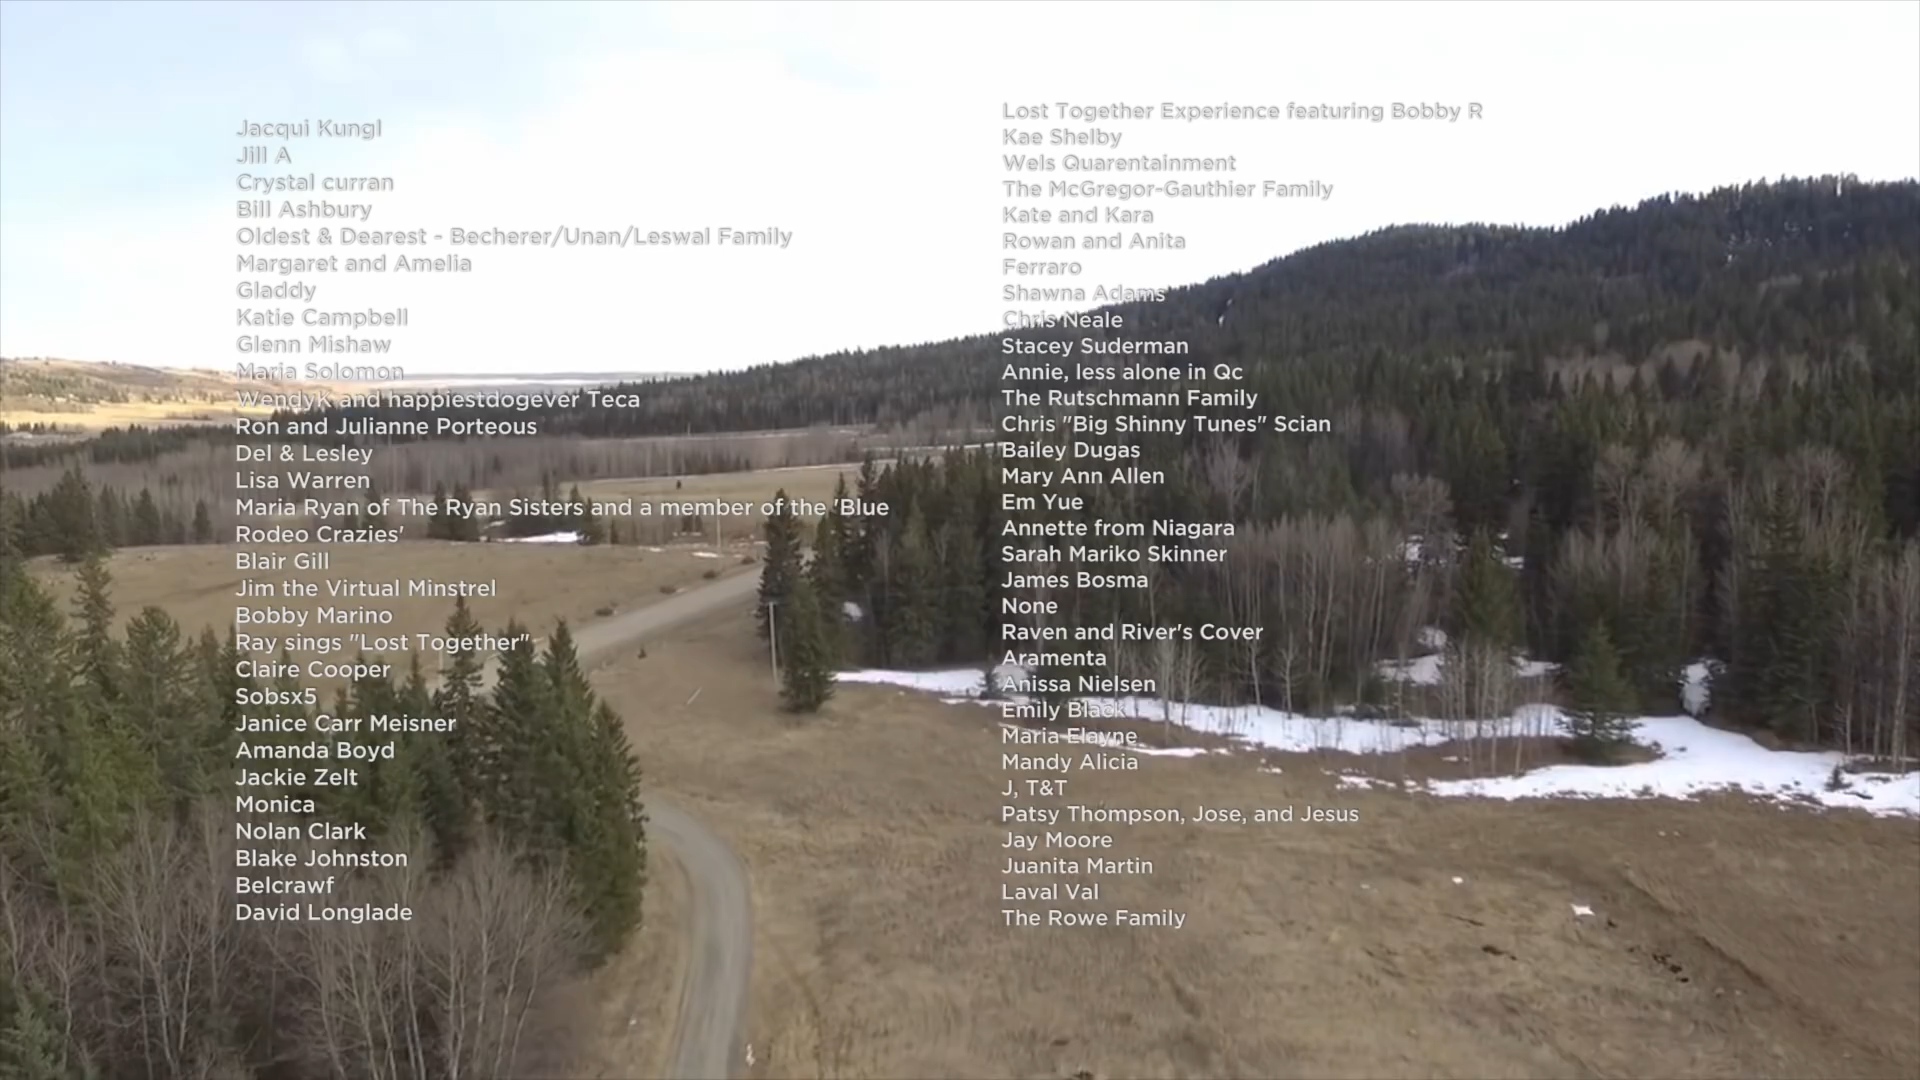 Jacqui Kungl
Jill A
Crystal curran
Bill Ashbury
Oldest & Dearest - Becherer/Unan/Leswal Family
Margaret and Amelia
Gladdy
Katie Campbell
Glenn Mishaw
Maria Solomon
WendyK and happiestdogever Teca
Ron and Julianne Porteous
Del & Lesley
Lisa Warren
Maria Ryan of The Ryan Sisters and a member of the 'Blue
Rodeo Crazies'
Blair Gill
Jim the Virtual Minstrel
Bobby Marino
Ray sings "Lost Together"
Claire Cooper
Sobsx5
Janice Carr Meisner
Amanda Boyd
Jackie Zelt
Monica
Nolan Clark
Blake Johnston
Belcrawf
David Longlade
Lost Together Experience featuring Bobby R
Kae Shelby
Wels Quarentainment
The McGregor-Gauthier Family
Kate and Kara
Rowan and Anita
Ferraro
Shawna Adams
Chris Neale
Stacey Suderman
Annie, less alone in Qc
The Rutschmann Family
Chris "Big Shinny Tunes" Scian
Bailey Dugas
Mary Ann Allen
Em Yue
Annette from Niagara
Sarah Mariko Skinner
James Bosma
None
Raven and River's Cover
Aramenta
Anissa Nielsen
Emily Black
Maria Elayne
Mandy Alicia
J, T&T
Patsy Thompson, Jose, and Jesus
Jay Moore
Juanita Martin
Laval Val
The Rowe Family